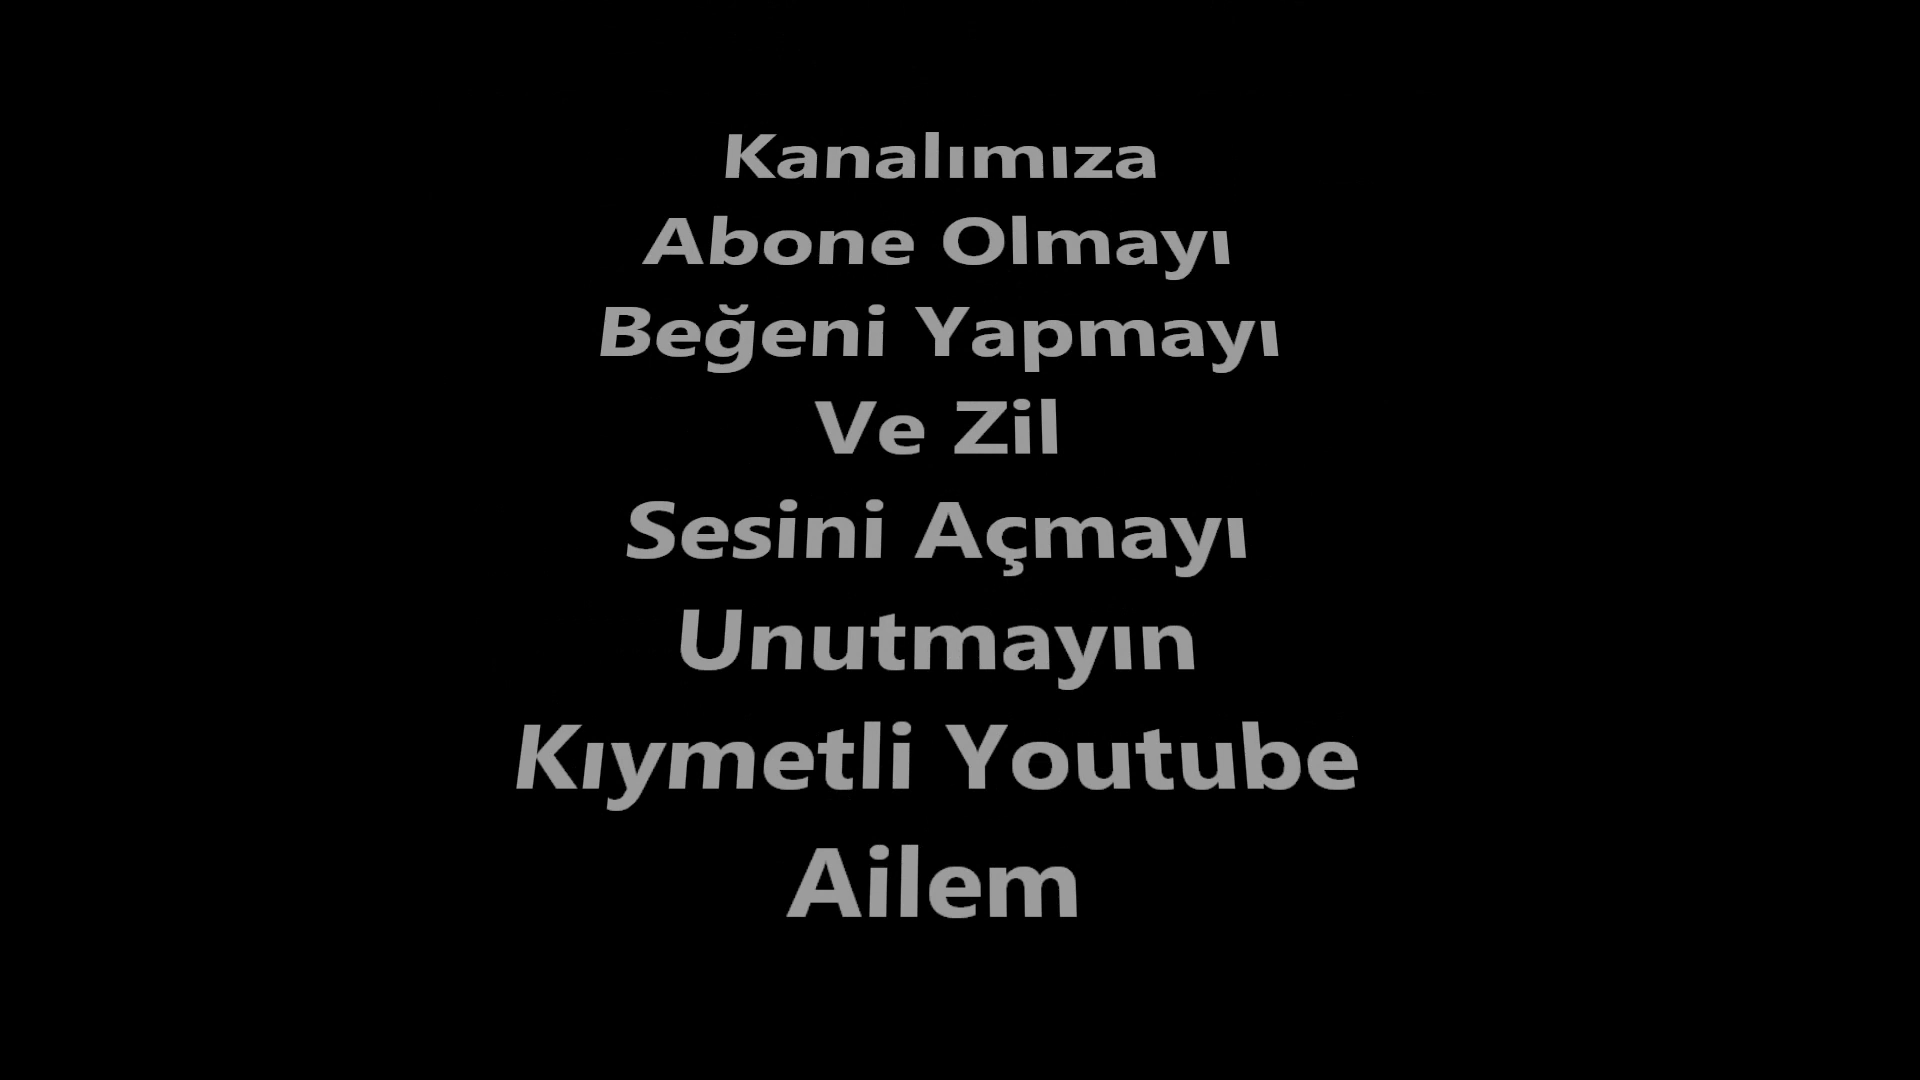 Kanalımıza
Abone Olmayı
Beğeni Yapmayı
Ve Zil
Sesini Açmayı
Unutmayın
Kıymetli Youtube
Ailem